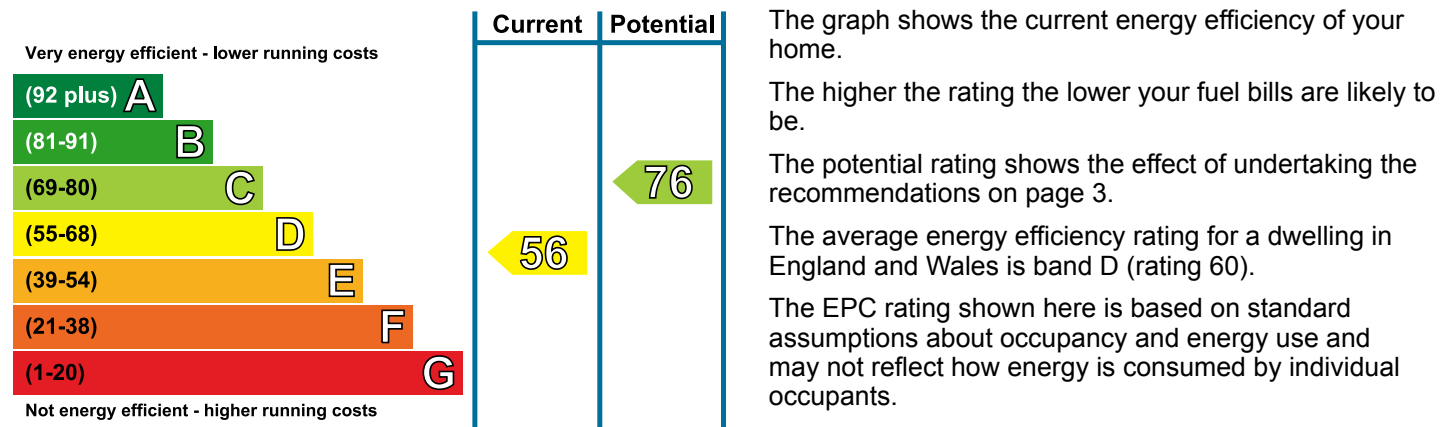 Current Potential
Very energy efficient - lower running costs
(92 plus) A
(81-91) B
(69-80) C
76
(55-68) D
56
(39-54) E
(21-38) F
(1-20) G
Not energy efficient - higher running costs
The graph shows the current energy efficiency of your
home.
The higher the rating the lower your fuel bills are likely to
be.
The potential rating shows the effect of undertaking the
recommendations on page 3.
The average energy efficiency rating for a dwelling in
England and Wales is band D (rating 60).
The EPC rating shown here is based on standard
assumptions about occupancy and energy use and
may not reflect how energy is consumed by individual
occupants.